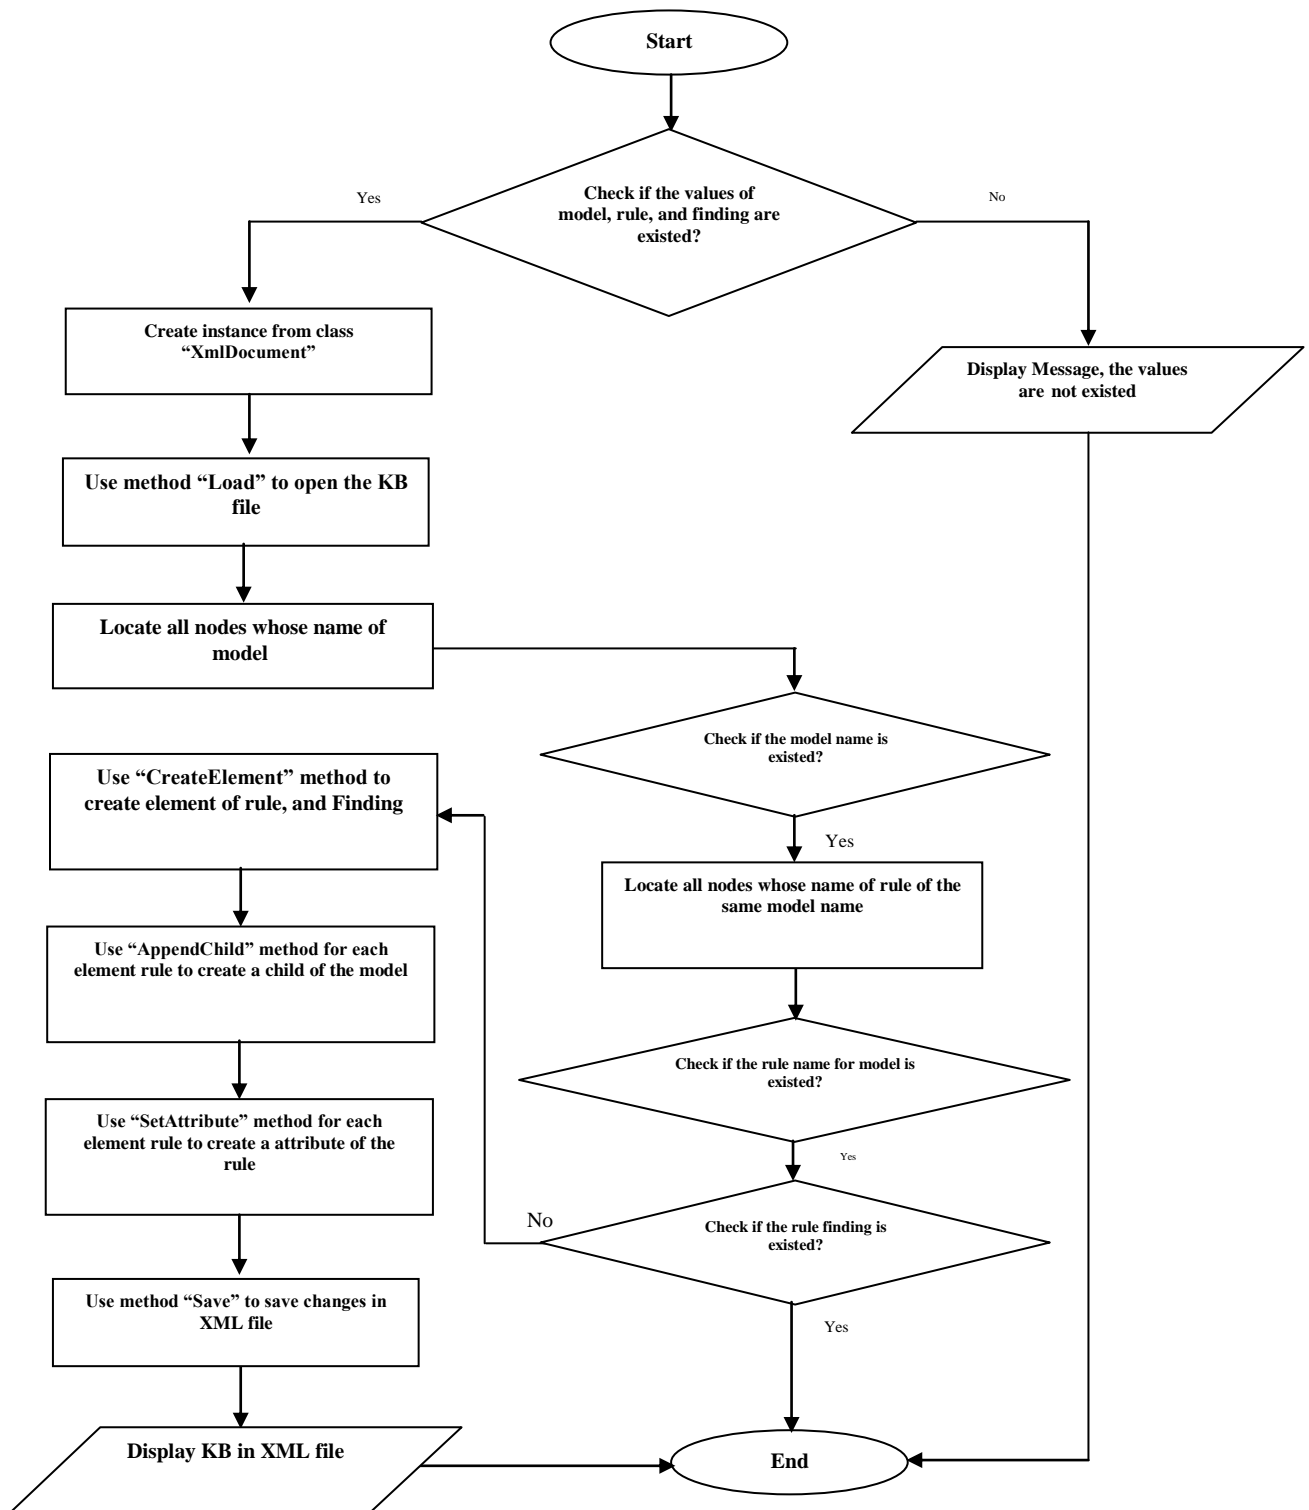 Start
Check if the values of
model, rule, and finding are
existed?
Yes
No
Create instance from class
“XmlDocument”
Display Message, the values
are not existed
Use method “Load” to open the KB
file
Locate all nodes whose name of
model
Check if the model name is
existed?
Use “CreateElement” method to
create element of rule, and Finding
Yes
Locate all nodes whose name of rule of the
same model name
Use “AppendChild” method for each
element rule to create a child of the model
Check if the rule name for model is
existed?
Use “SetAttribute” method for each
element rule to create a attribute of the
rule
Yes
No
Check if the rule finding is
existed?
Use method “Save” to save changes in
XML file
Yes
Display KB in XML file
End